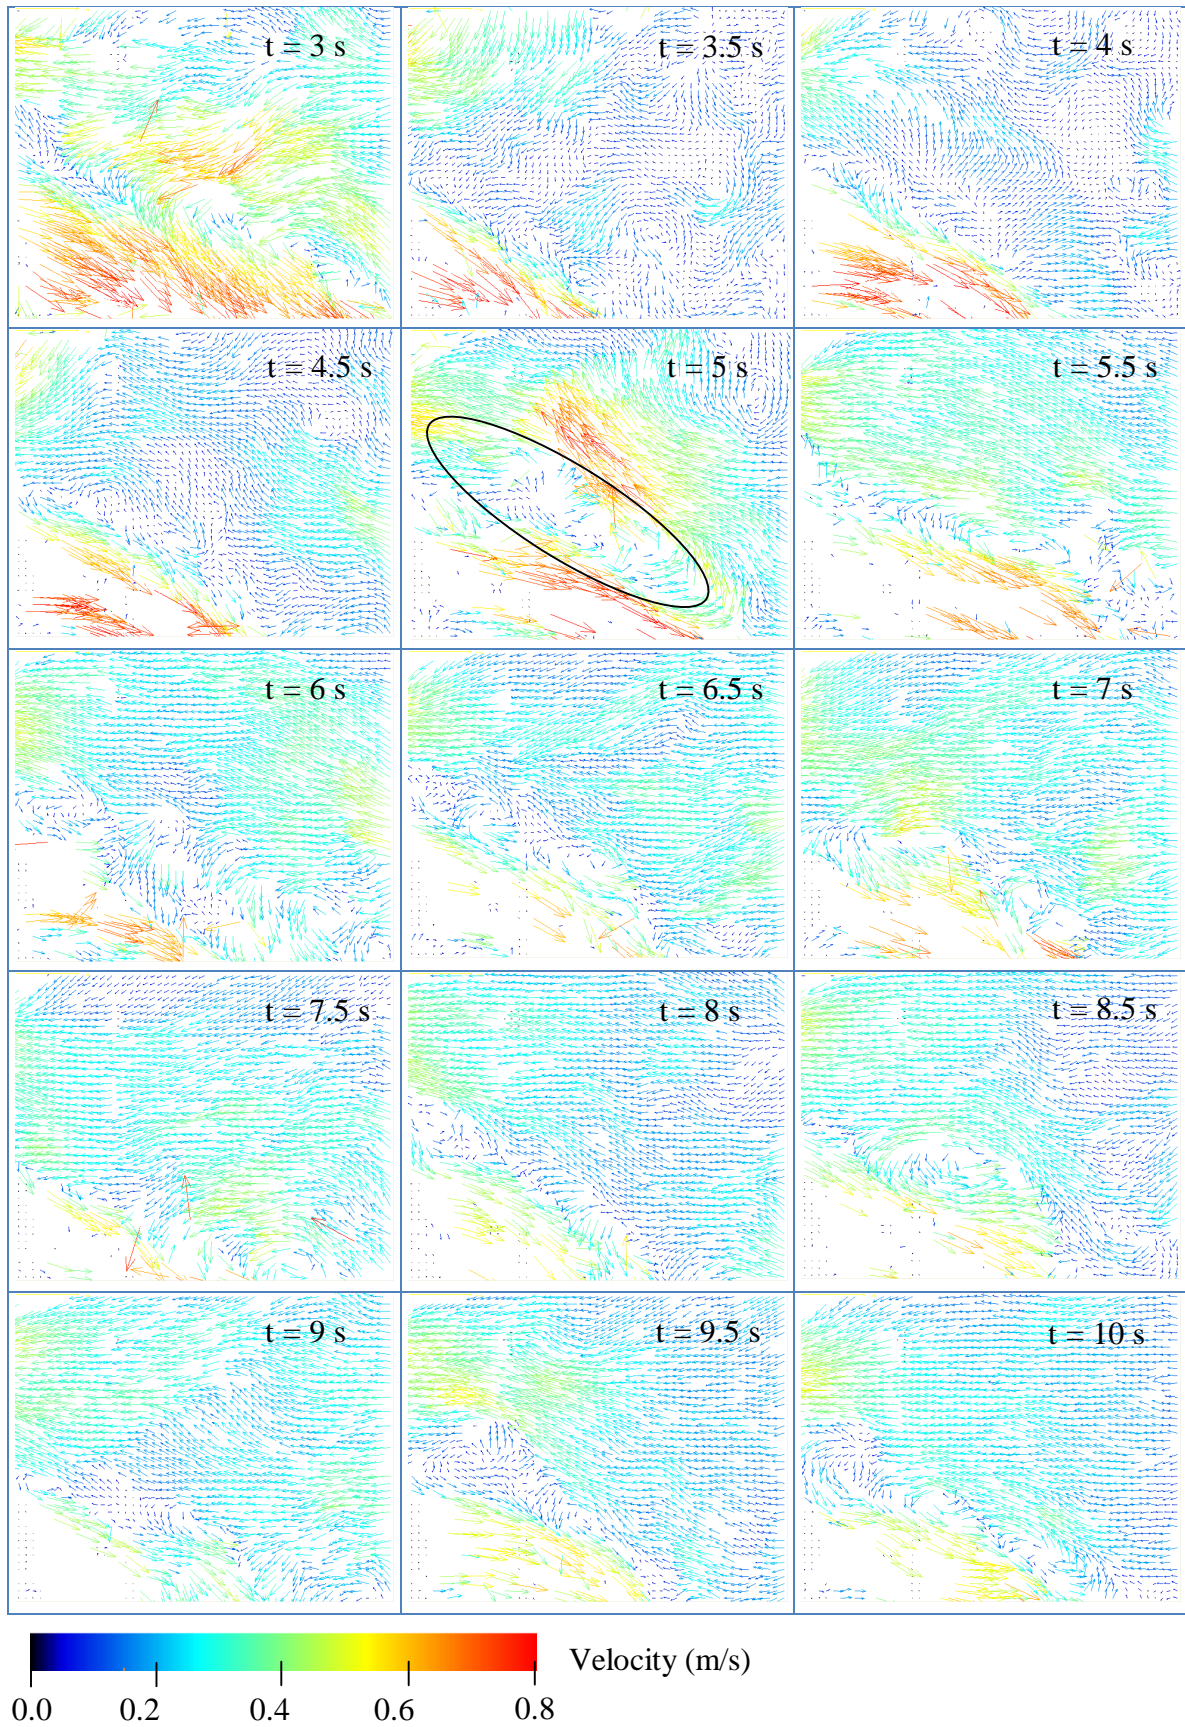 t = 3 s
t = 3.5 s
t = 4 s
t = 4.5 s
t = 5 s
t = 5.5 s
t = 6 s
t = 6.5 s
t = 7 s
t = 7.5 s
t = 8 s
t = 8.5 s
t = 9 s
t = 9.5 s
t = 10 s
Velocity (m/s)
0.0 0.2 0.4 0.6 0.8